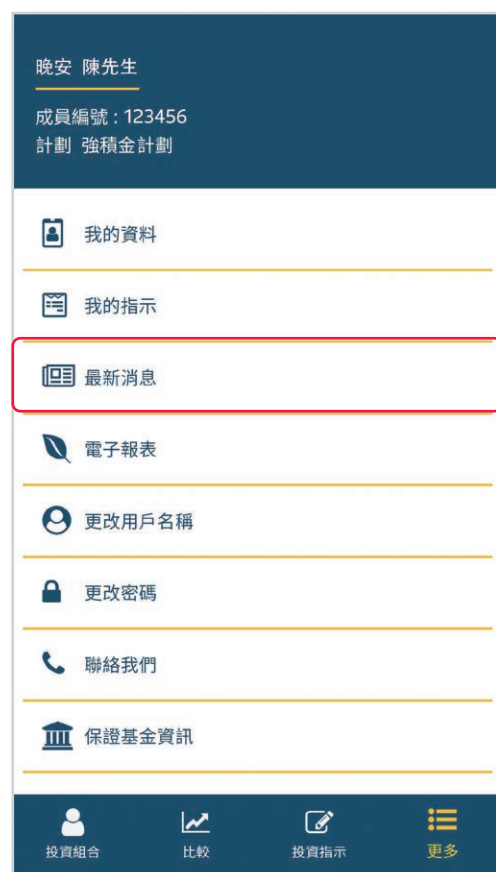 晚安 陳先生
成員編號 : 123456
計劃 強積金計劃
我的資料
我的指示
最新消息
電子報表
更改用戶名稱
更改密碼
聯絡我們
保證基金資訊
投資組合 比較 投資指示 更多